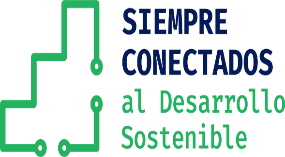 SIEMPRE
CONECTADOS
al Desarrollo
Sostenible